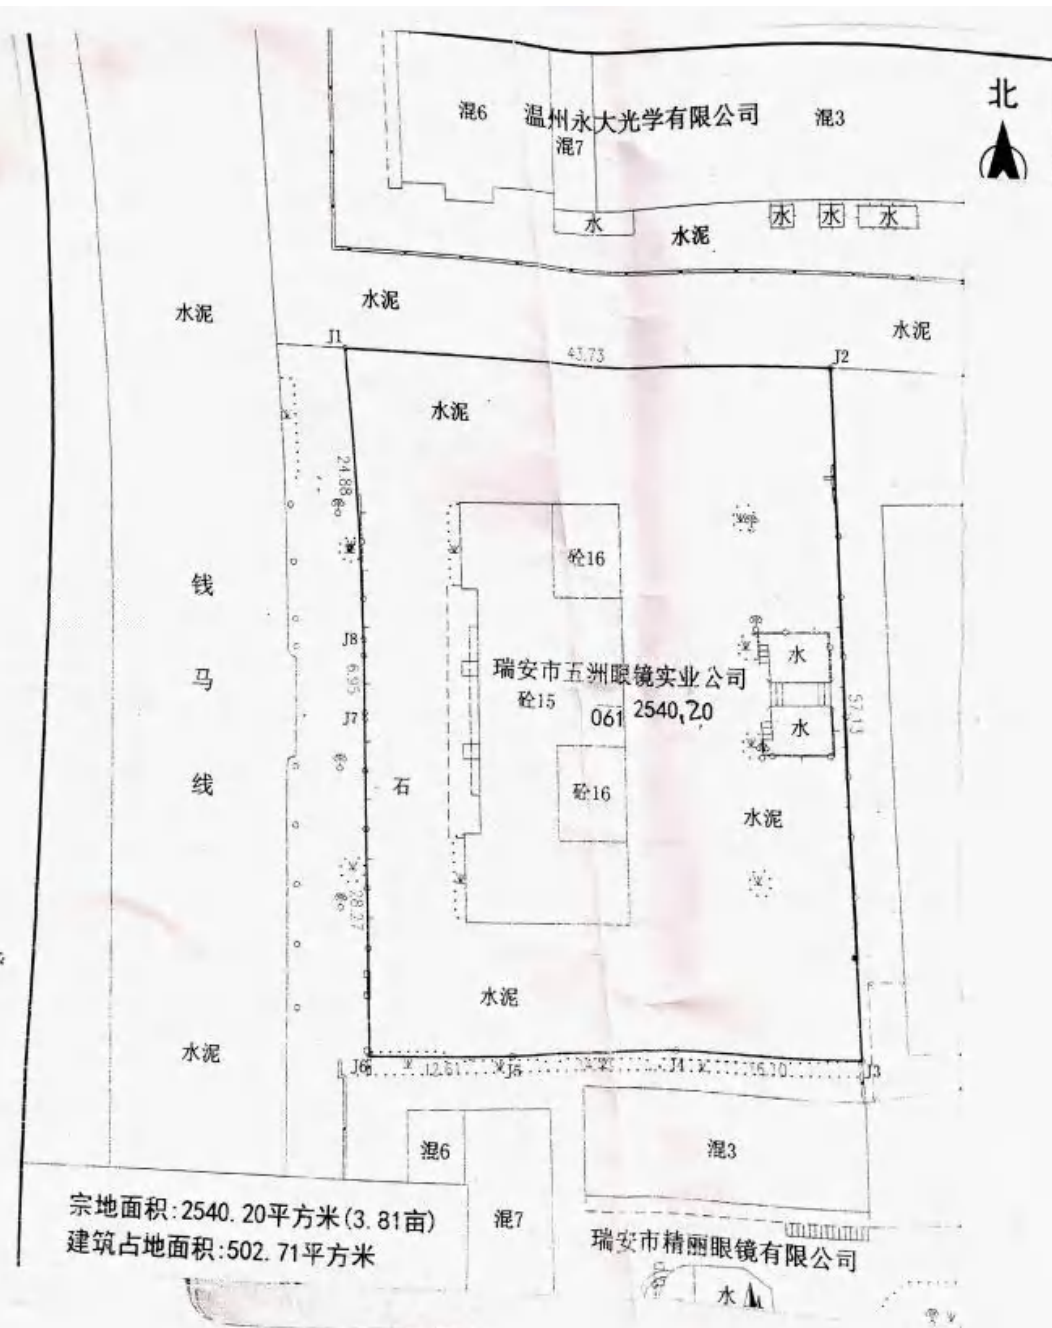 北
混6
温州永大光学有限公司
混3
混7
水
水
水
水
水泥
水泥
水泥
水泥
J1
43.73
J2
水泥
24.88
砼16
钱马线
J8
6.95
瑞安市五洲眼镜实业公司
水
砼15
061
2540.20
57.13
J7
水
石
砼16
水泥
28.27
水泥
水泥
J6
12.61
J5
J4
16.10
J3
混6
混3
宗地面积:2540.20平方米(3.81亩)
混7
建筑占地面积:502.71平方米
瑞安市精丽眼镜有限公司
水